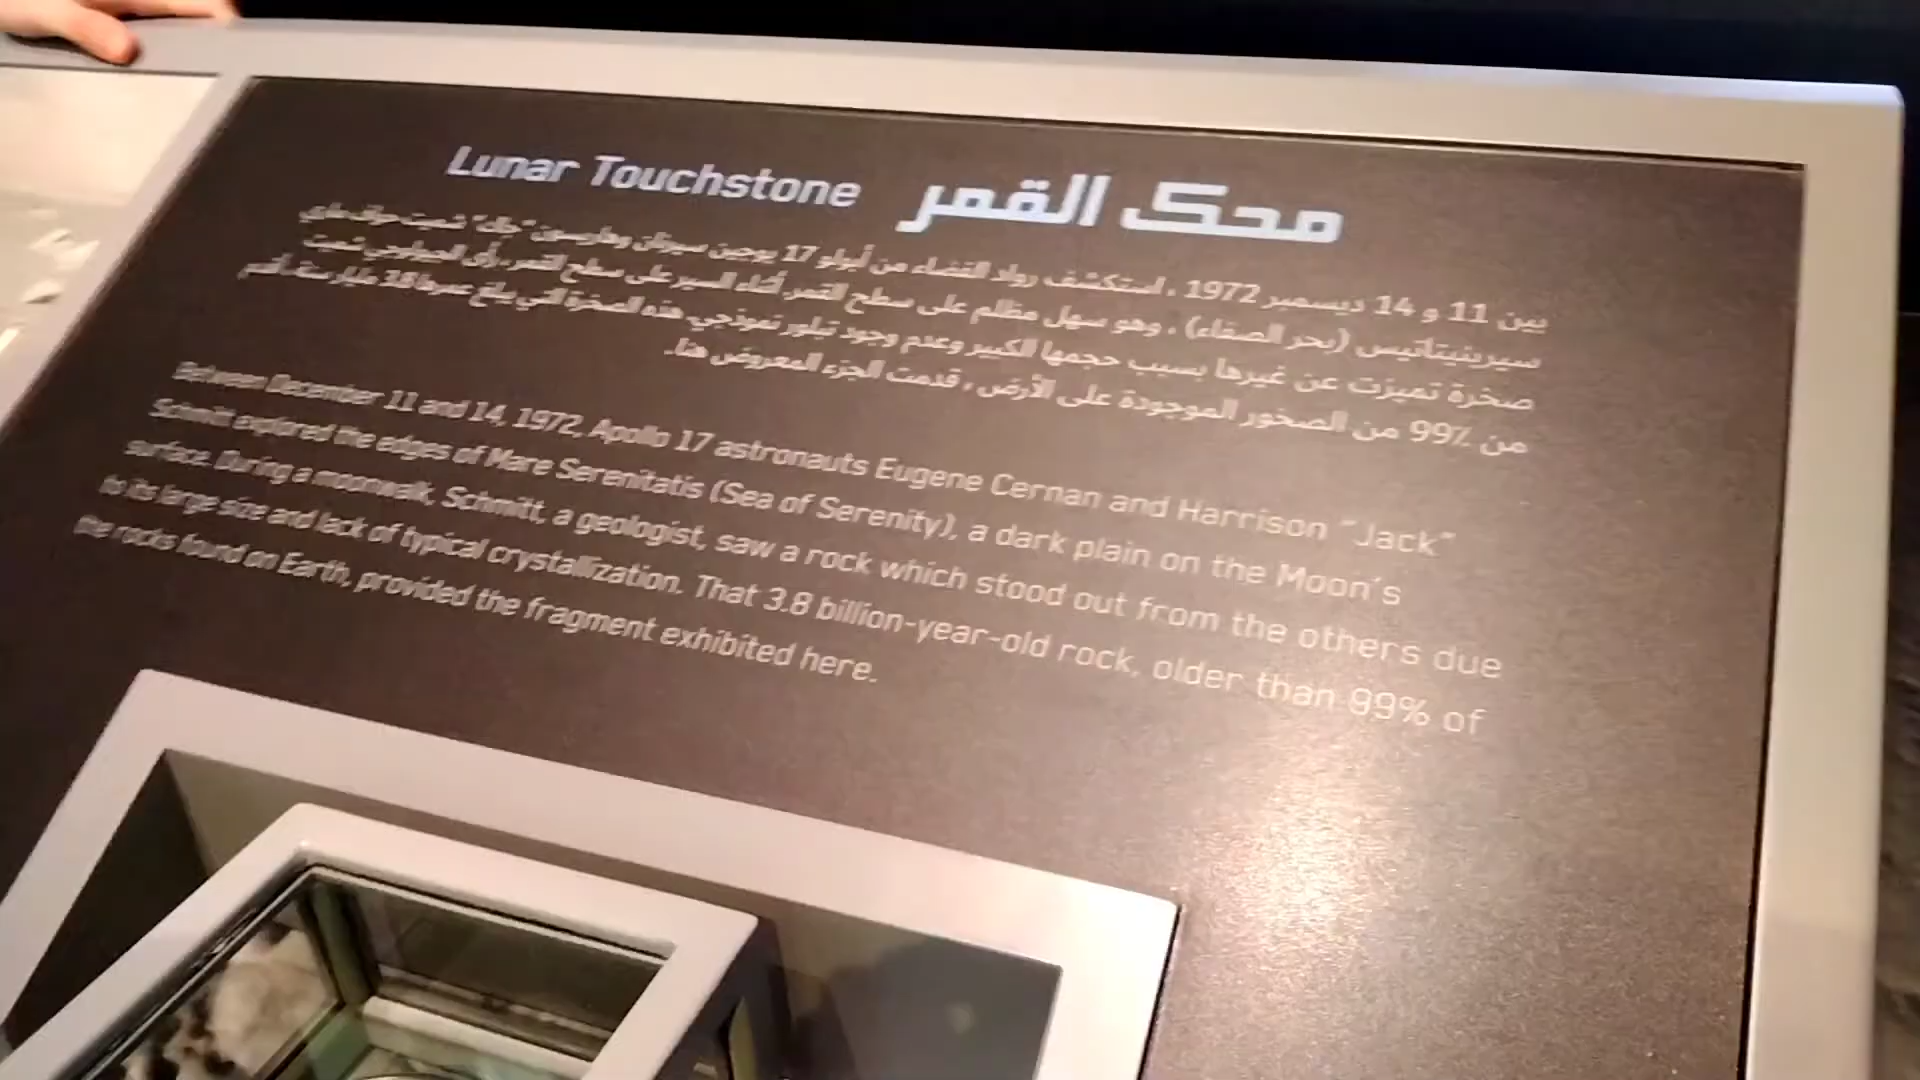 Lunar Touchstone
محك القمر
بين 11 و 14 ديسمبر 1972 ، استكشف رواد الفضاء من أبولو 17 يوجين سيرنان وهاريسون "جاك" شميت حواف ماري
سيرينيتاتيس (بحر الصفاء) ، وهو سهل مظلم على سطح القمر. أثناء السير على سطح القمر ، رأى الجيولوجي شميت
صخرة تميزت عن غيرها بسبب حجمها الكبير وعدم وجود تبلور نموذجي. هذه الصخرة التي يبلغ عمرها 3.8 مليار سنة، أقدم
من 99٪ من الصخور الموجودة على الأرض ، قدمت الجزء المعروض هنا.
Between December 11 and 14, 1972, Apollo 17 astronauts Eugene Cernan and Harrison "Jack"
Schmitt explored the edges of Mare Serenitatis (Sea of Serenity), a dark plain on the Moon's
surface. During a moonwalk, Schmitt, a geologist, saw a rock which stood out from the others due
to its large size and lack of typical crystallization. That 3.8 billion-year-old rock, older than 99% of
the rocks found on Earth, provided the fragment exhibited here.